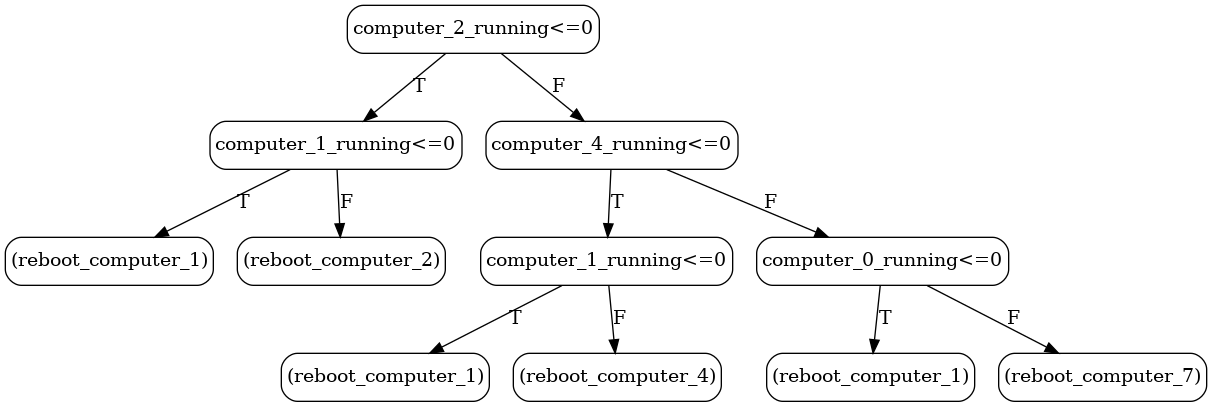 computer_2_running<=0
T
F
computer_1_running<=0
computer_4_running<=0
T
F
T
F
(reboot_computer_1)
(reboot_computer_2)
computer_1_running<=0
computer_0_running<=0
T
F
T
F
(reboot_computer_1)
(reboot_computer_4)
(reboot_computer_1)
(reboot_computer_7)